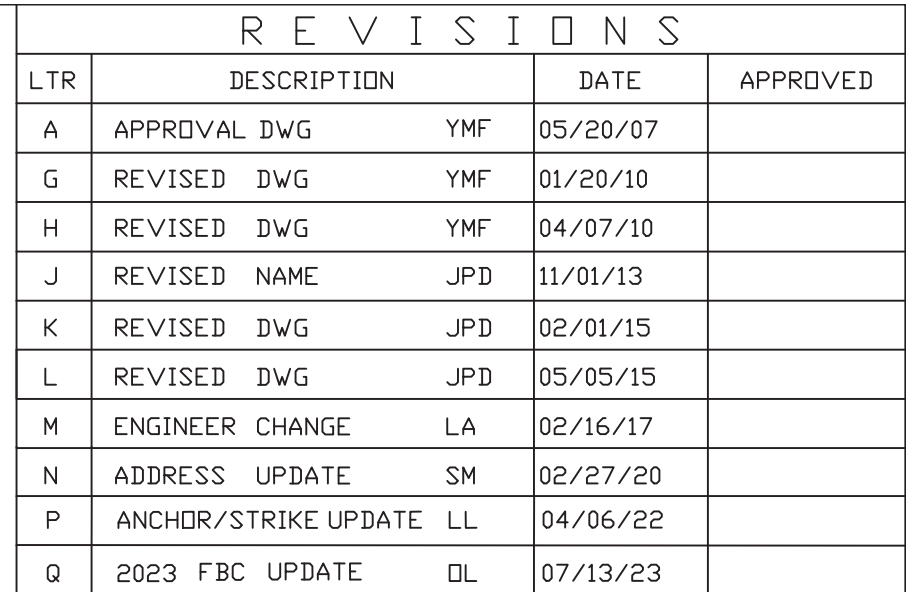 REVISIONS
LTR DESCRIPTION DATE APPROVED
A APPROVAL DWG YMF 05/20/07
G REVISED DWG YMF 01/20/10
H REVISED DWG YMF 04/07/10
J REVISED NAME JPD 11/01/13
K REVISED DWG JPD 02/01/15
L REVISED DWG JPD 05/05/15
M ENGINEER CHANGE LA 02/16/17
N ADDRESS UPDATE SM 02/27/20
P ANCHOR/STRIKE UPDATE LL 04/06/22
Q 2023 FBC UPDATE OL 07/13/23